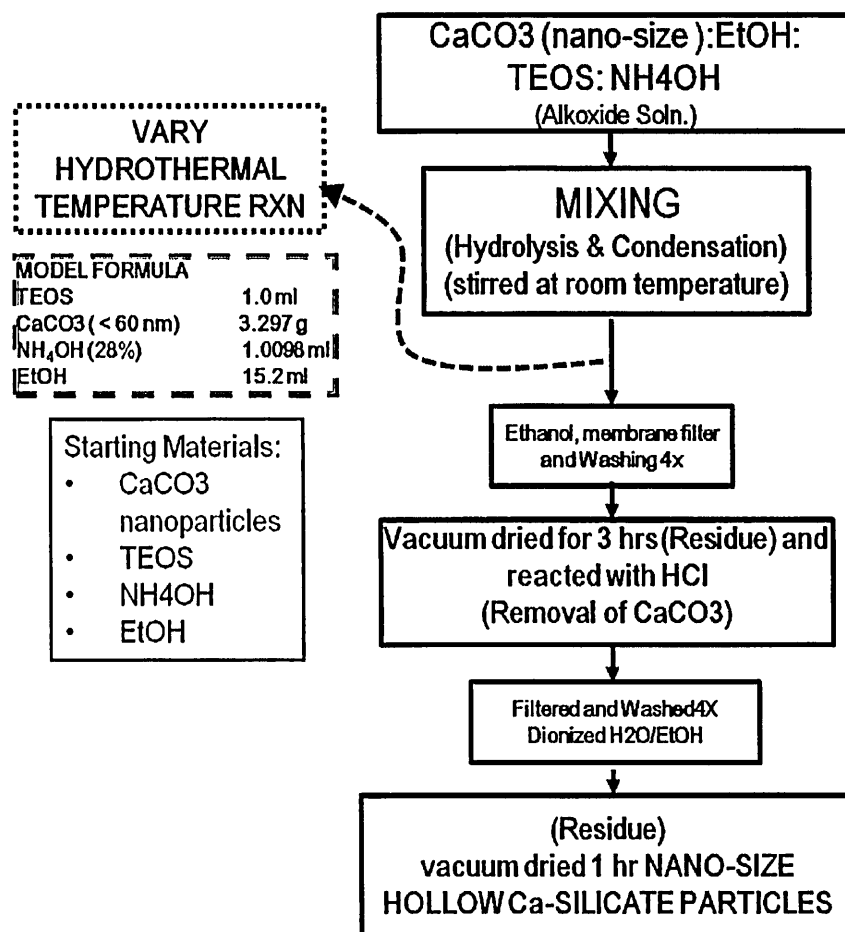 CaCO3 (nano-size ):EtOH:
TEOS: NH4OH
(Alkoxide Soln.)
VARY
HYDROTHERMAL
TEMPERATURE RXN
MIXING
(Hydrolysis & Condensation)
(stirred at room temperature)
MODEL FORMULA
TEOS 1.0 ml
CaCO3 ( < 60 nm) 3.297 g
NH₄OH (28%) 1.0098 ml
EtOH 15.2 ml
Starting Materials:
• CaCO3
nanoparticles
• TEOS
• NH4OH
• EtOH
Ethanol, membrane filter
and Washing 4x
Vacuum dried for 3 hrs (Residue) and
reacted with HCl
(Removal of CaCO3)
Filtered and Washed4X
Dionized H2O/EtOH
(Residue)
vacuum dried 1 hr NANO-SIZE
HOLLOW Ca-SILICATE PARTICLES